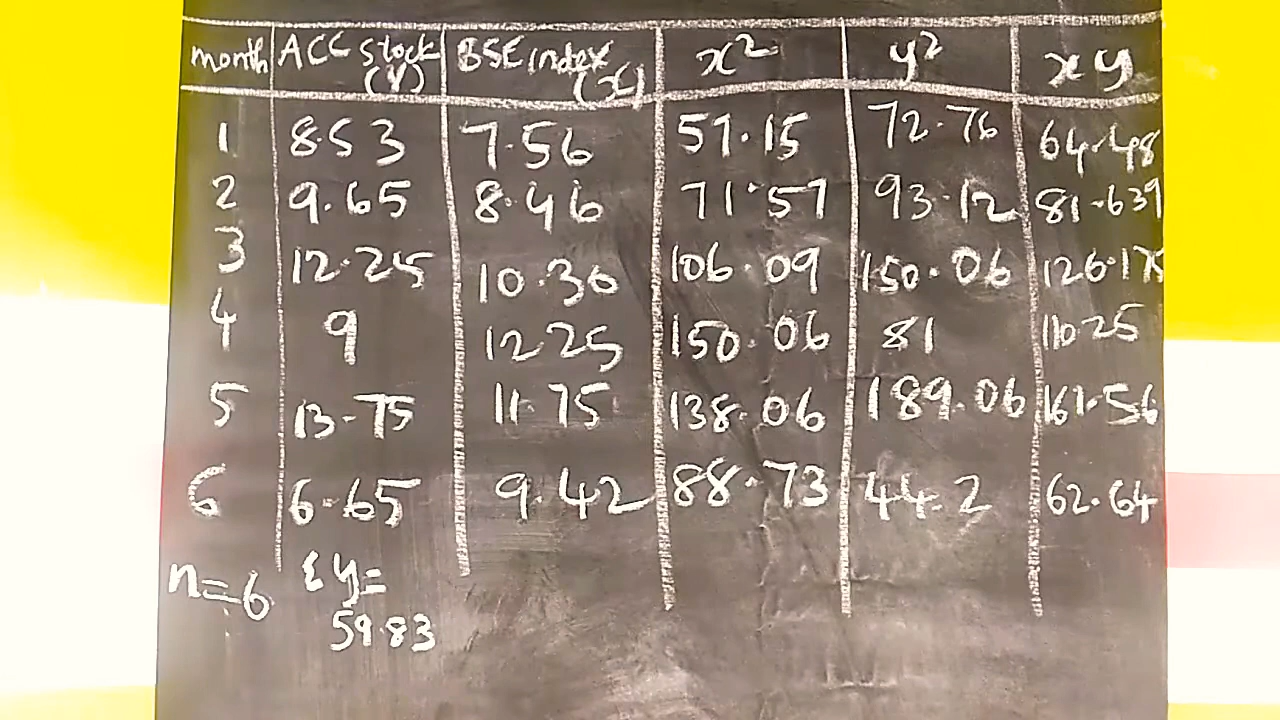 month ACC Stock (Y) BSE index (x) x² y² xy
1 8.53 7.56 57.15 72.76 64.48
2 9.65 8.46 71.57 93.12 81.639
3 12.25 10.30 106.09 150.06 126.175
4 9 12.25 150.06 81 110.25
5 13.75 11.75 138.06 189.06 161.56
6 6.65 9.42 88.73 44.2 62.64
n=6 Σy=
59.83